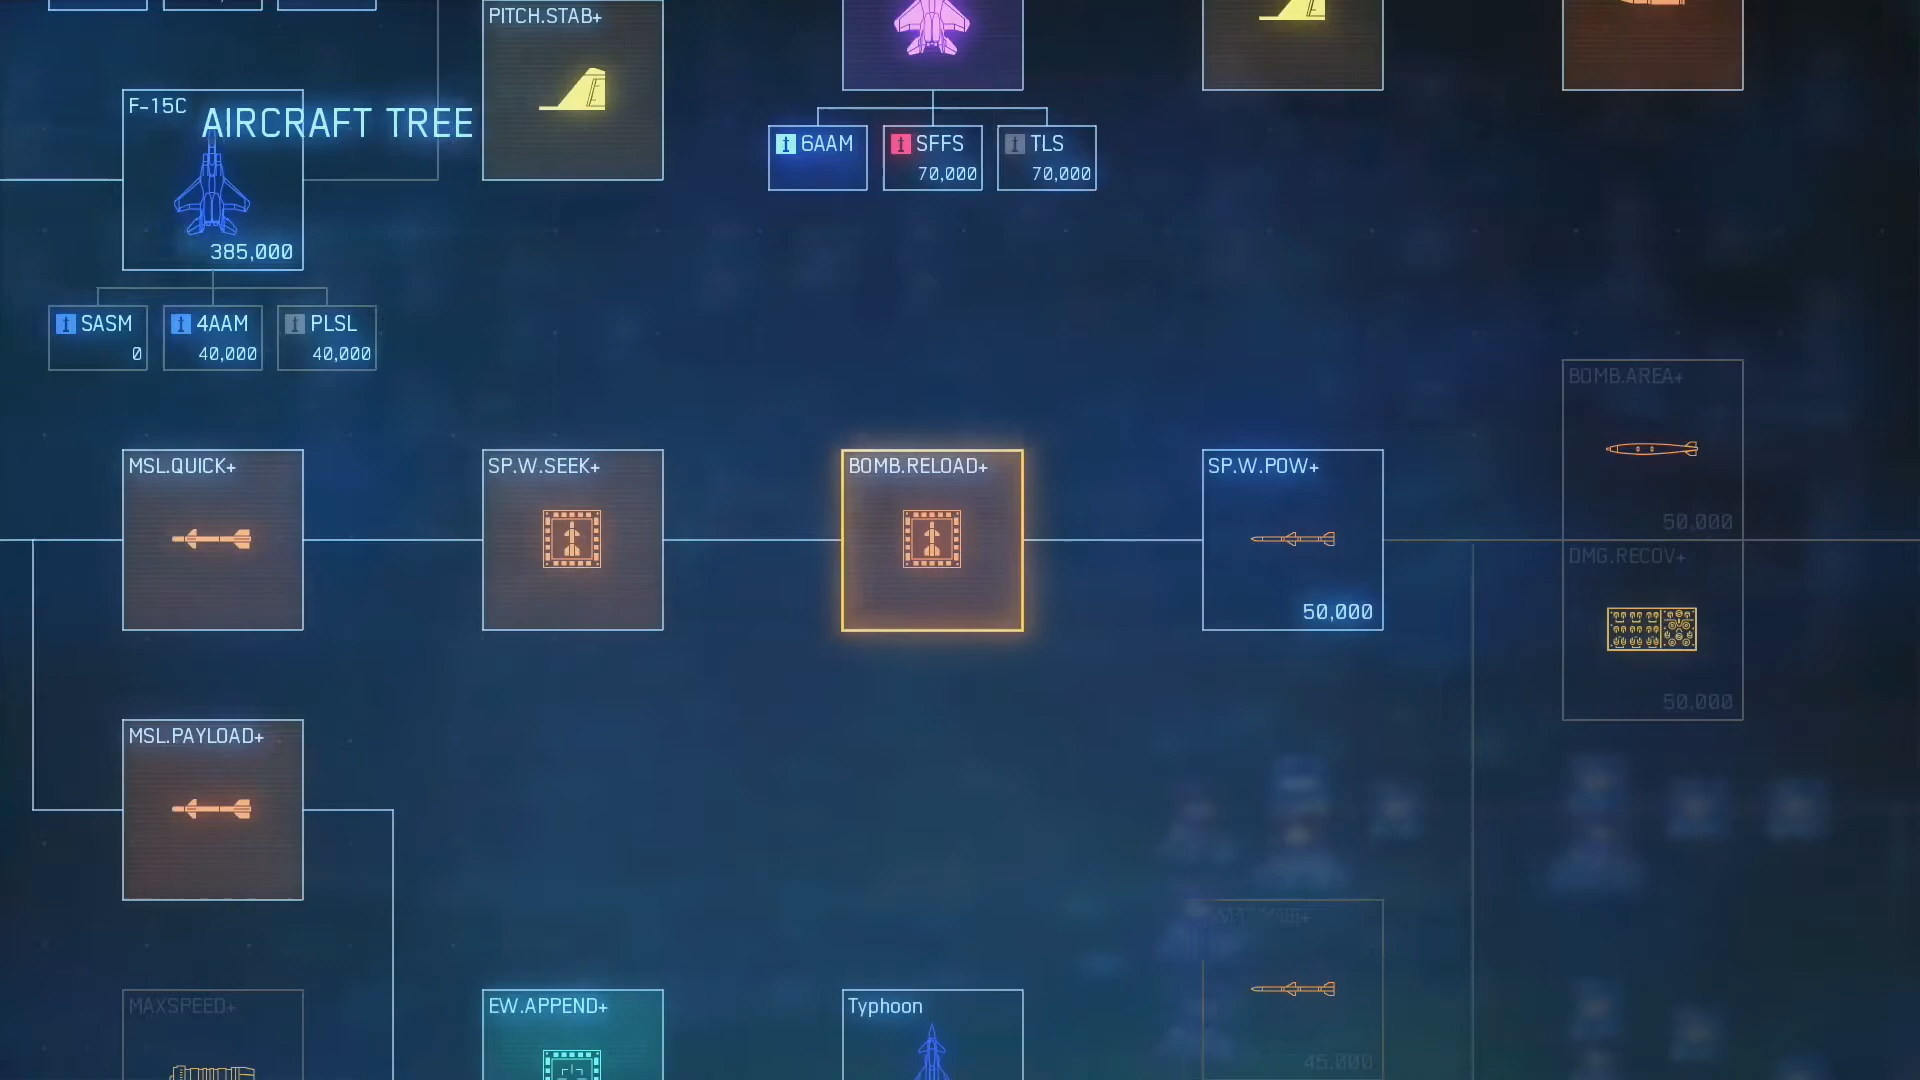 PITCH.STAB+
F-15C
AIRCRAFT TREE
385,000
6AAM
SFFS
70,000
TLS
70,000
SASM
0
4AAM
40,000
PLSL
40,000
BOMB.AREA+
50,000
MSL.QUICK+
SP.W.SEEK+
BOMB.RELOAD+
SP.W.POW+
50,000
DMG.RECOV+
50,000
MSL.PAYLOAD+
MAXSPEED+
EW.APPEND+
Typhoon
45,000